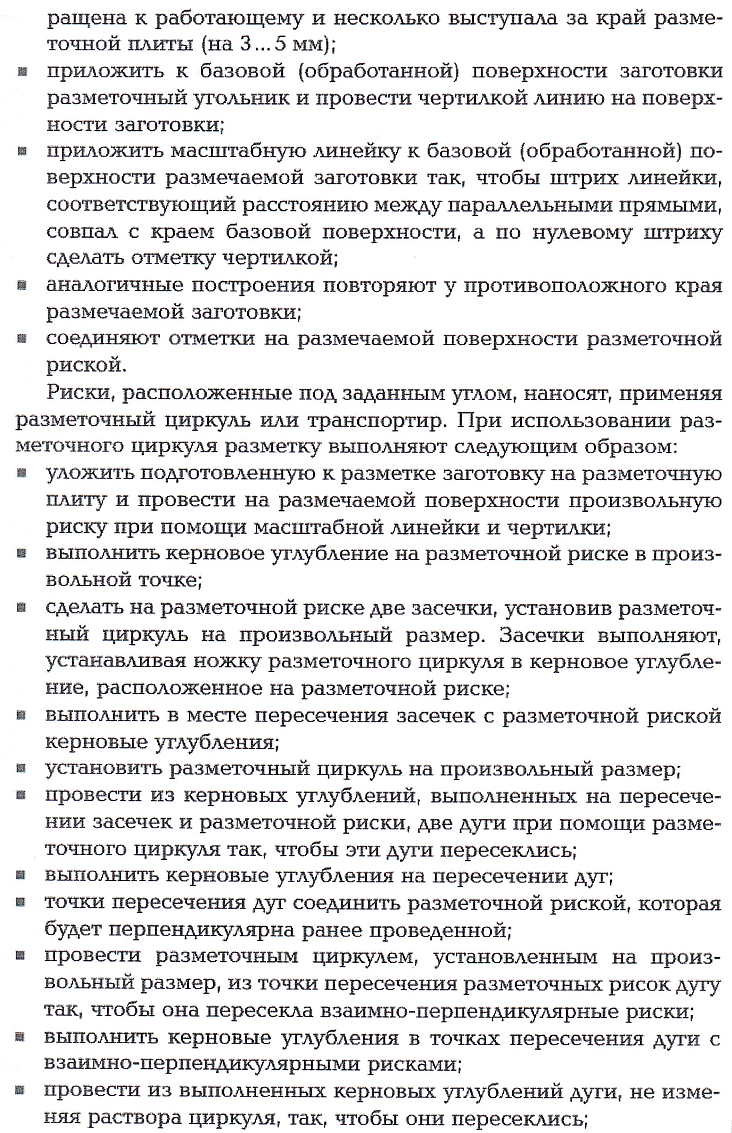 ращена к работающему и несколько выступала за край разме-
точной плиты (на 3...5 мм);
■ приложить к базовой (обработанной) поверхности заготовки
разметочный угольник и провести чертилкой линию на поверх-
ности заготовки;
■ приложить масштабную линейку к базовой (обработанной) по-
верхности размечаемой заготовки так, чтобы штрих линейки,
соответствующий расстоянию между параллельными прямыми,
совпал с краем базовой поверхности, а по нулевому штриху
сделать отметку чертилкой;
■ аналогичные построения повторяют у противоположного края
размечаемой заготовки;
■ соединяют отметки на размечаемой поверхности разметочной
риской.
Риски, расположенные под заданным углом, наносят, применяя
разметочный циркуль или транспортир. При использовании раз-
меточного циркуля разметку выполняют следующим образом:
■ уложить подготовленную к разметке заготовку на разметочную
плиту и провести на размечаемой поверхности произвольную
риску при помощи масштабной линейки и чертилки;
■ выполнить керновое углубление на разметочной риске в произ-
вольной точке;
■ сделать на разметочной риске две засечки, установив разметоч-
ный циркуль на произвольный размер. Засечки выполняют,
устанавливая ножку разметочного циркуля в керновое углубле-
ние, расположенное на разметочной риске;
■ выполнить в месте пересечения засечек с разметочной риской
керновые углубления;
■ установить разметочный циркуль на произвольный размер;
■ провести из керновых углублений, выполненных на пересече-
нии засечек и разметочной риски, две дуги при помощи разме-
точного циркуля так, чтобы эти дуги пересеклись;
■ выполнить керновые углубления на пересечении дуг;
■ точки пересечения дуг соединить разметочной риской, которая
будет перпендикулярна ранее проведенной;
■ провести разметочным циркулем, установленным на произ-
вольный размер, из точки пересечения разметочных рисок дугу
так, чтобы она пересекла взаимно-перпендикулярные риски;
■ выполнить керновые углубления в точках пересечения дуги с
взаимно-перпендикулярными рисками;
■ провести из выполненных керновых углублений дуги, не изме-
няя раствора циркуля, так, чтобы они пересеклись;